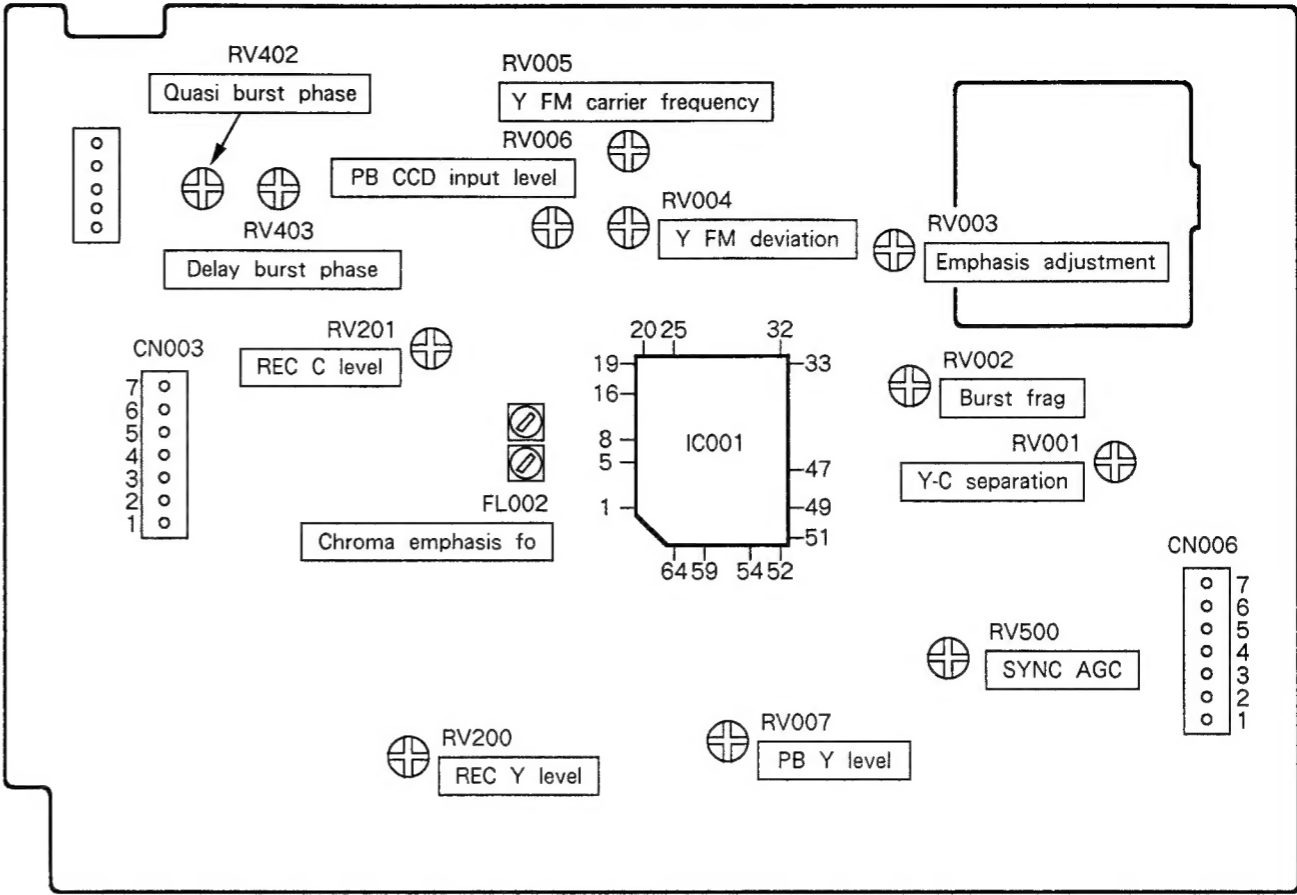 RV402
Quasi burst phase
RV005
Y FM carrier frequency
RV006
PB CCD input level
RV004
Y FM deviation
RV003
Emphasis adjustment
RV403
Delay burst phase
RV201
REC C level
CN003
7
6
5
4
3
2
1
20 25 32
19
16
8
5
1
IC001
33
47
49
51
64 59 54 52
FL002
Chroma emphasis fo
RV002
Burst frag
RV001
Y-C separation
CN006
7
6
5
4
3
2
1
RV500
SYNC AGC
RV200
REC Y level
RV007
PB Y level